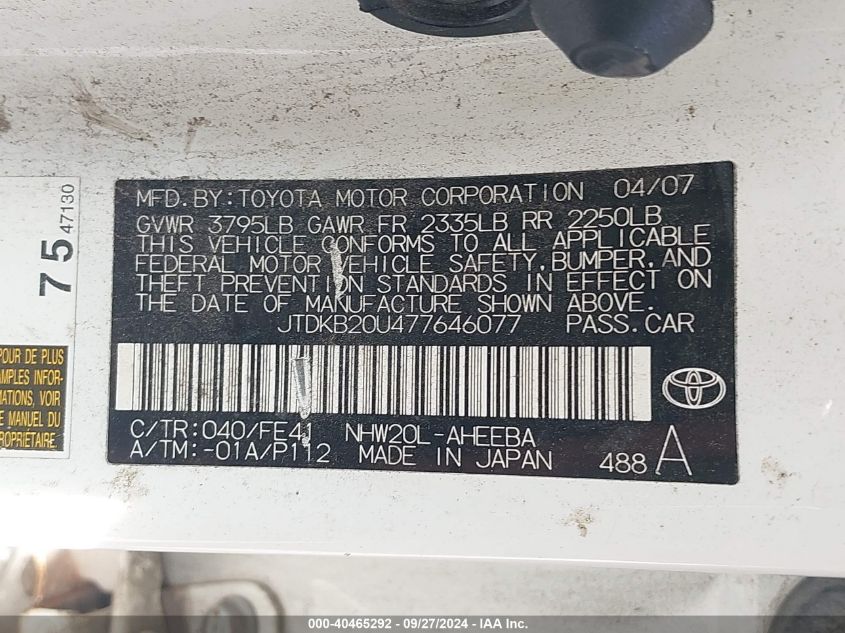 MFD. BY: TOYOTA MOTOR CORPORATION 04/07
GVWR 3795LB GAWR FR 2335LB RR 2250LB
THIS VEHICLE CONFORMS TO ALL APPLICABLE
FEDERAL MOTOR VEHICLE SAFETY, BUMPER, AND
THEFT PREVENTION STANDARDS IN EFFECT ON
THE DATE OF MANUFACTURE SHOWN ABOVE.
JTDKB20U477646077 PASS. CAR
C/TR: 040/FE41 NHW20L-AHEEBA
A/TM: -01A/P112 MADE IN JAPAN
488 A
75 47130
POUR DE PLUS
AMPLES INFOR-
MATIONS, VOIR
LE MANUEL DU
PROPRIÉTAIRE.
000-40465292 - 09/27/2024 - IAA Inc.